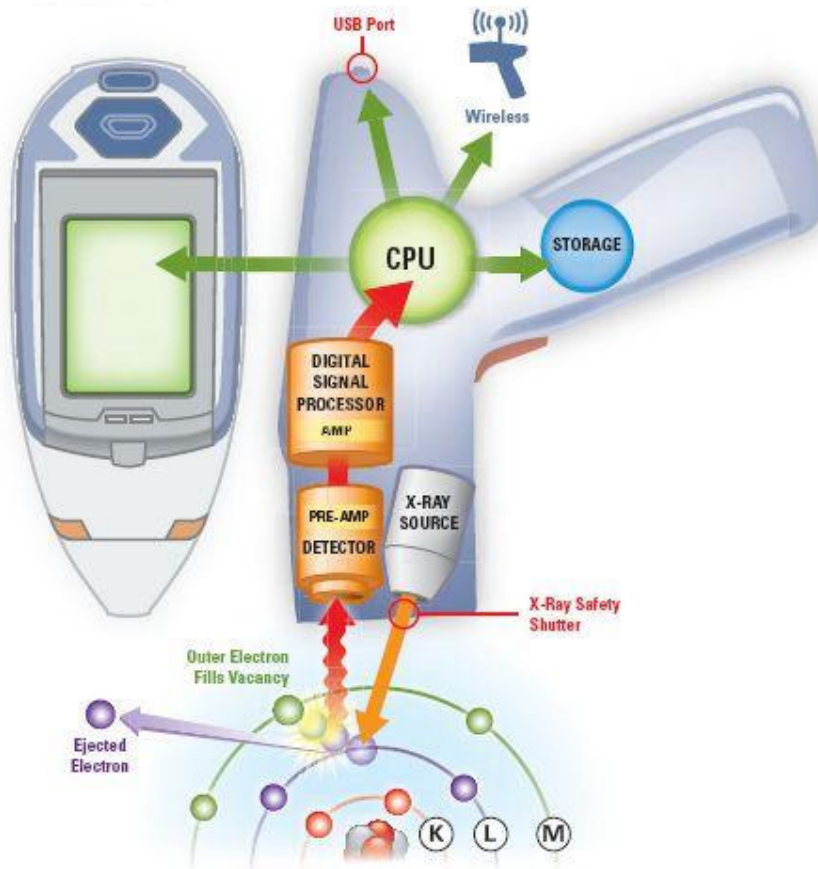 USB Port
Wireless
CPU
STORAGE
DIGITAL
SIGNAL
PROCESSOR
AMP
PRE-AMP
DETECTOR
X-RAY
SOURCE
X-Ray Safety
Shutter
Outer Electron
Fills Vacancy
Ejected
Electron
K
L
M